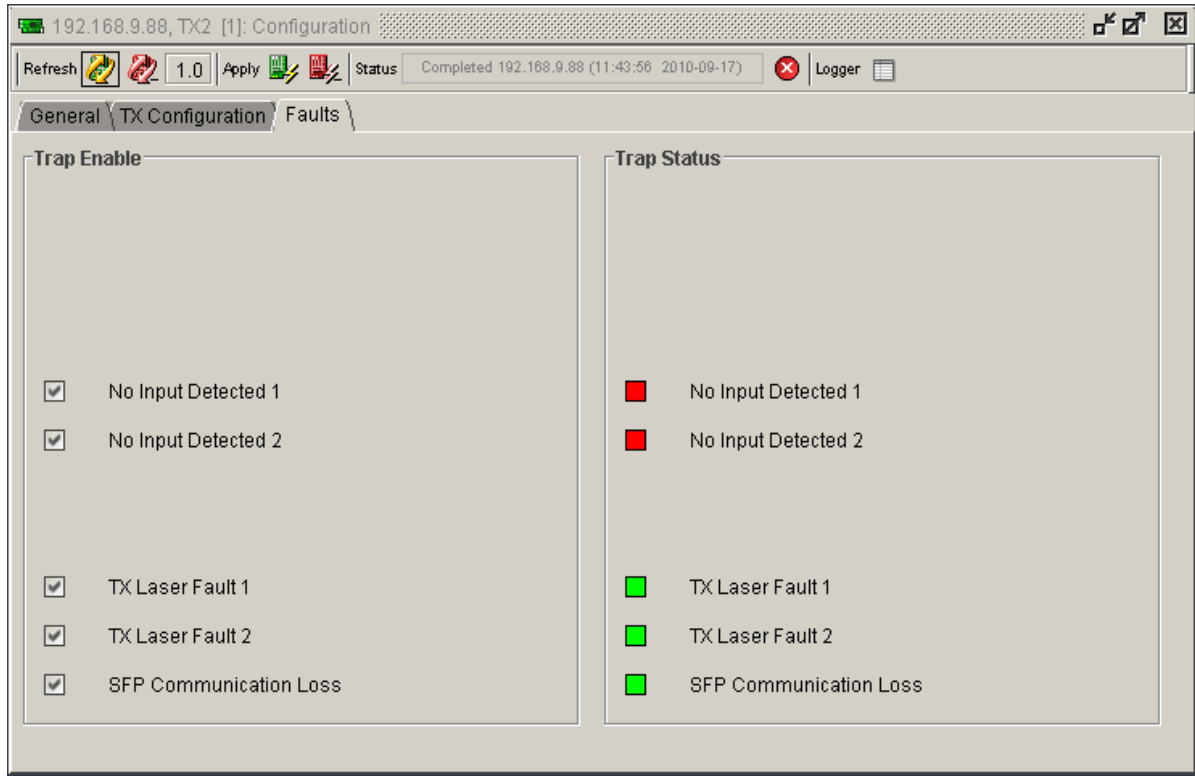 192.168.9.88, TX2 [1]: Configuration
Refresh 1.0 Apply Status Completed 192.168.9.88 (11:43:56 2010-09-17) Logger
General TX Configuration Faults
Trap Enable
No Input Detected 1
No Input Detected 2
TX Laser Fault 1
TX Laser Fault 2
SFP Communication Loss
Trap Status
No Input Detected 1
No Input Detected 2
TX Laser Fault 1
TX Laser Fault 2
SFP Communication Loss